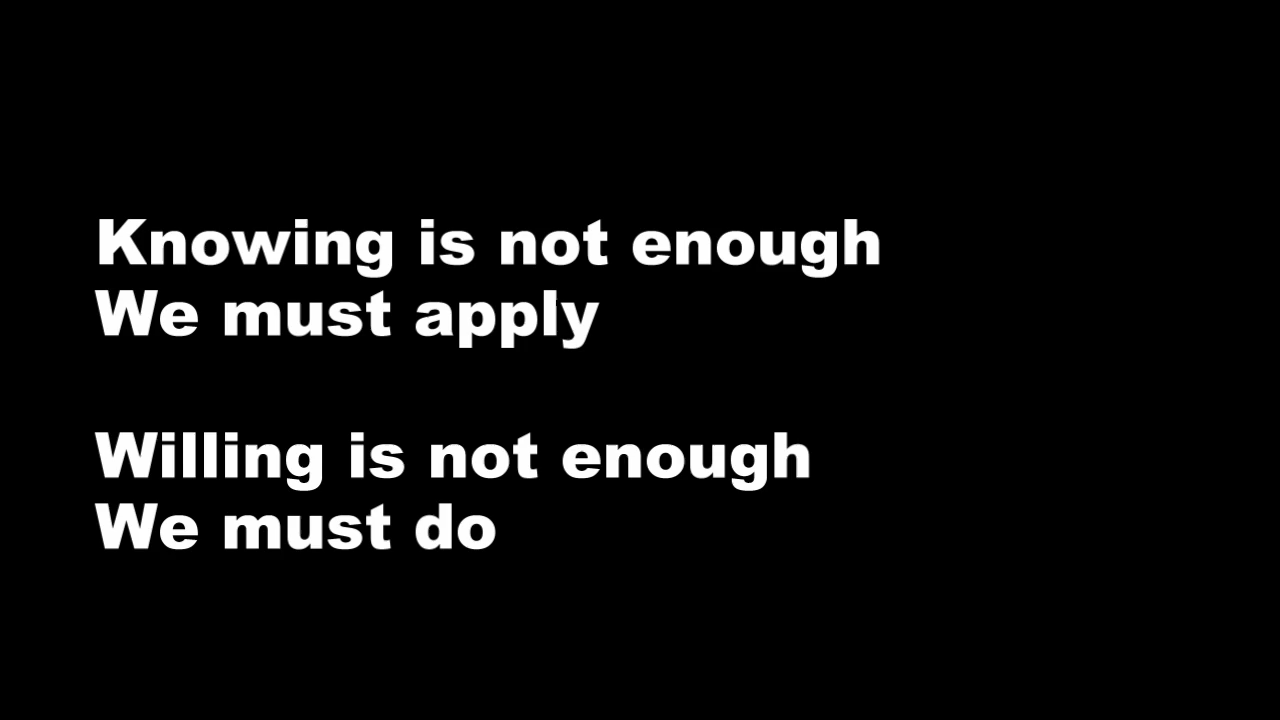 Knowing is not enough
We must apply
Willing is not enough
We must do